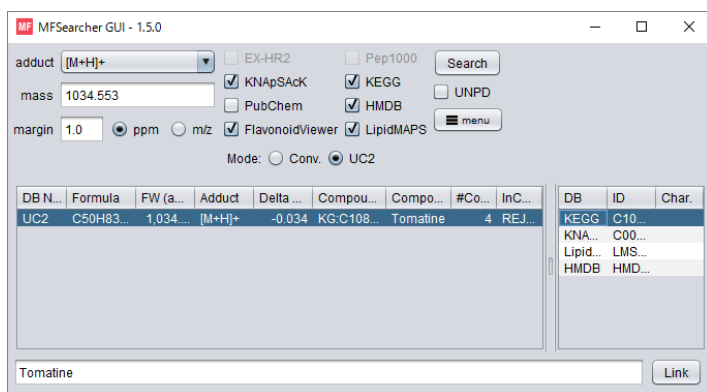 MF MFSearcher GUI - 1.5.0
adduct [M+H]+ EX-HR2 Pep1000 Search
KNApSAcK KEGG
mass 1034.553 UNPD
PubChem HMDB
menu
margin 1.0 ppm m/z FlavonoidViewer LipidMAPS
Mode: Conv. UC2
DB N... Formula FW (a... Adduct Delta ... Compou... Compo... #Co... InC... DB ID Char.
UC2 C50H83... 1,034.... [M+H]+ -0.034 KG:C108... Tomatine 4 REJ... KEGG C10...
KNA... C00...
Lipid... LMS...
HMDB HMD...
Tomatine Link